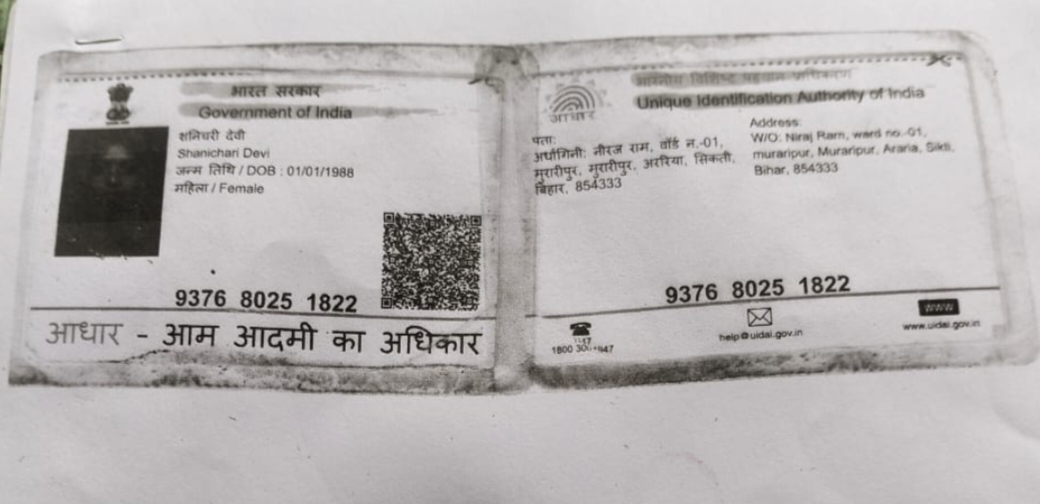 भारत सरकार
Government of India
शनिचरी देवी
Shanichari Devi
जन्म तिथि / DOB : 01/01/1988
महिला / Female
9376 8025 1822
आधार - आम आदमी का अधिकार
भारतीय विशिष्ट पहचान प्राधिकरण
Unique Identification Authority of India
आधार
पता:
अर्धांगिनी: नीरज राम, वॉर्ड न.-01,
मुरारीपुर, मुरारीपुर, अररिया, सिकती,
बिहार, 854333
Address:
W/O: Niraj Ram, ward no.-01,
muraripur, Muraripur, Araria, Sikti,
Bihar, 854333
9376 8025 1822
1947
1800 300 1947
help@uidai.gov.in
www
www.uidai.gov.in